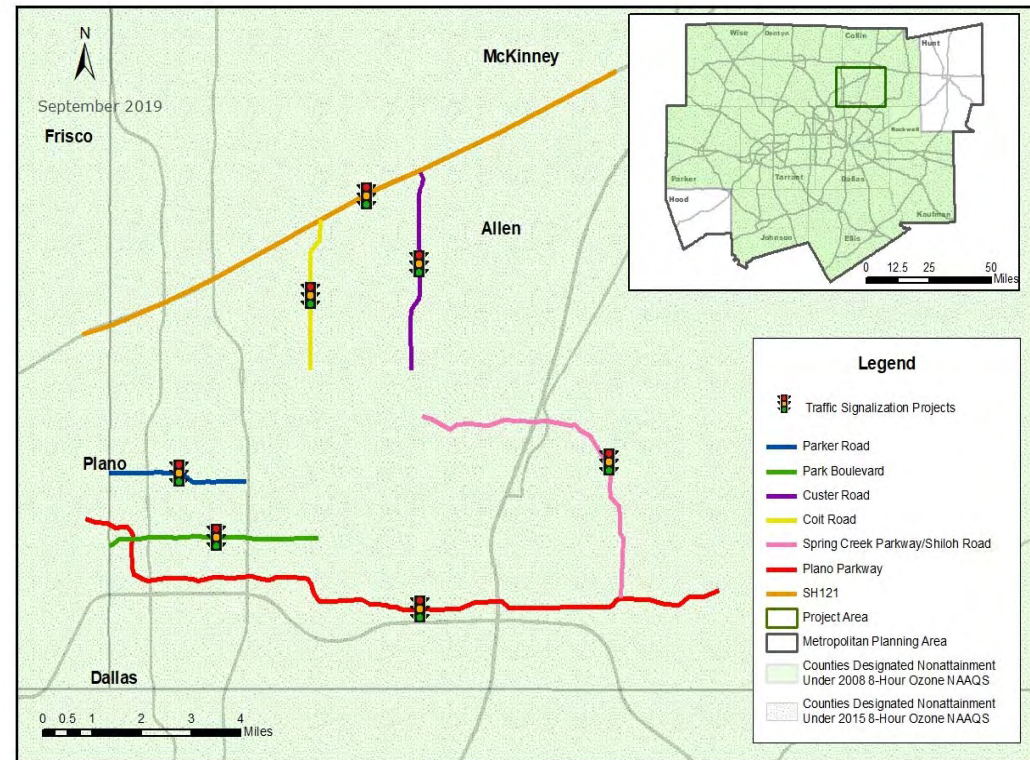 N
September 2019
McKinney
Frisco
Allen
Plano
Dallas
0 0.5 1 2 3 4
Miles
Wise
Denton
Collin
Hunt
Rockwall
Parker
Hood
Tarrant
Dallas
Kaufman
Johnson
Ellis
0 12.5 25 50
Miles
Legend
Traffic Signalization Projects
Parker Road
Park Boulevard
Custer Road
Coit Road
Spring Creek Parkway/Shiloh Road
Plano Parkway
SH121
Project Area
Metropolitan Planning Area
Counties Designated Nonattainment
Under 2008 8-Hour Ozone NAAQS
Counties Designated Nonattainment
Under 2015 8-Hour Ozone NAAQS